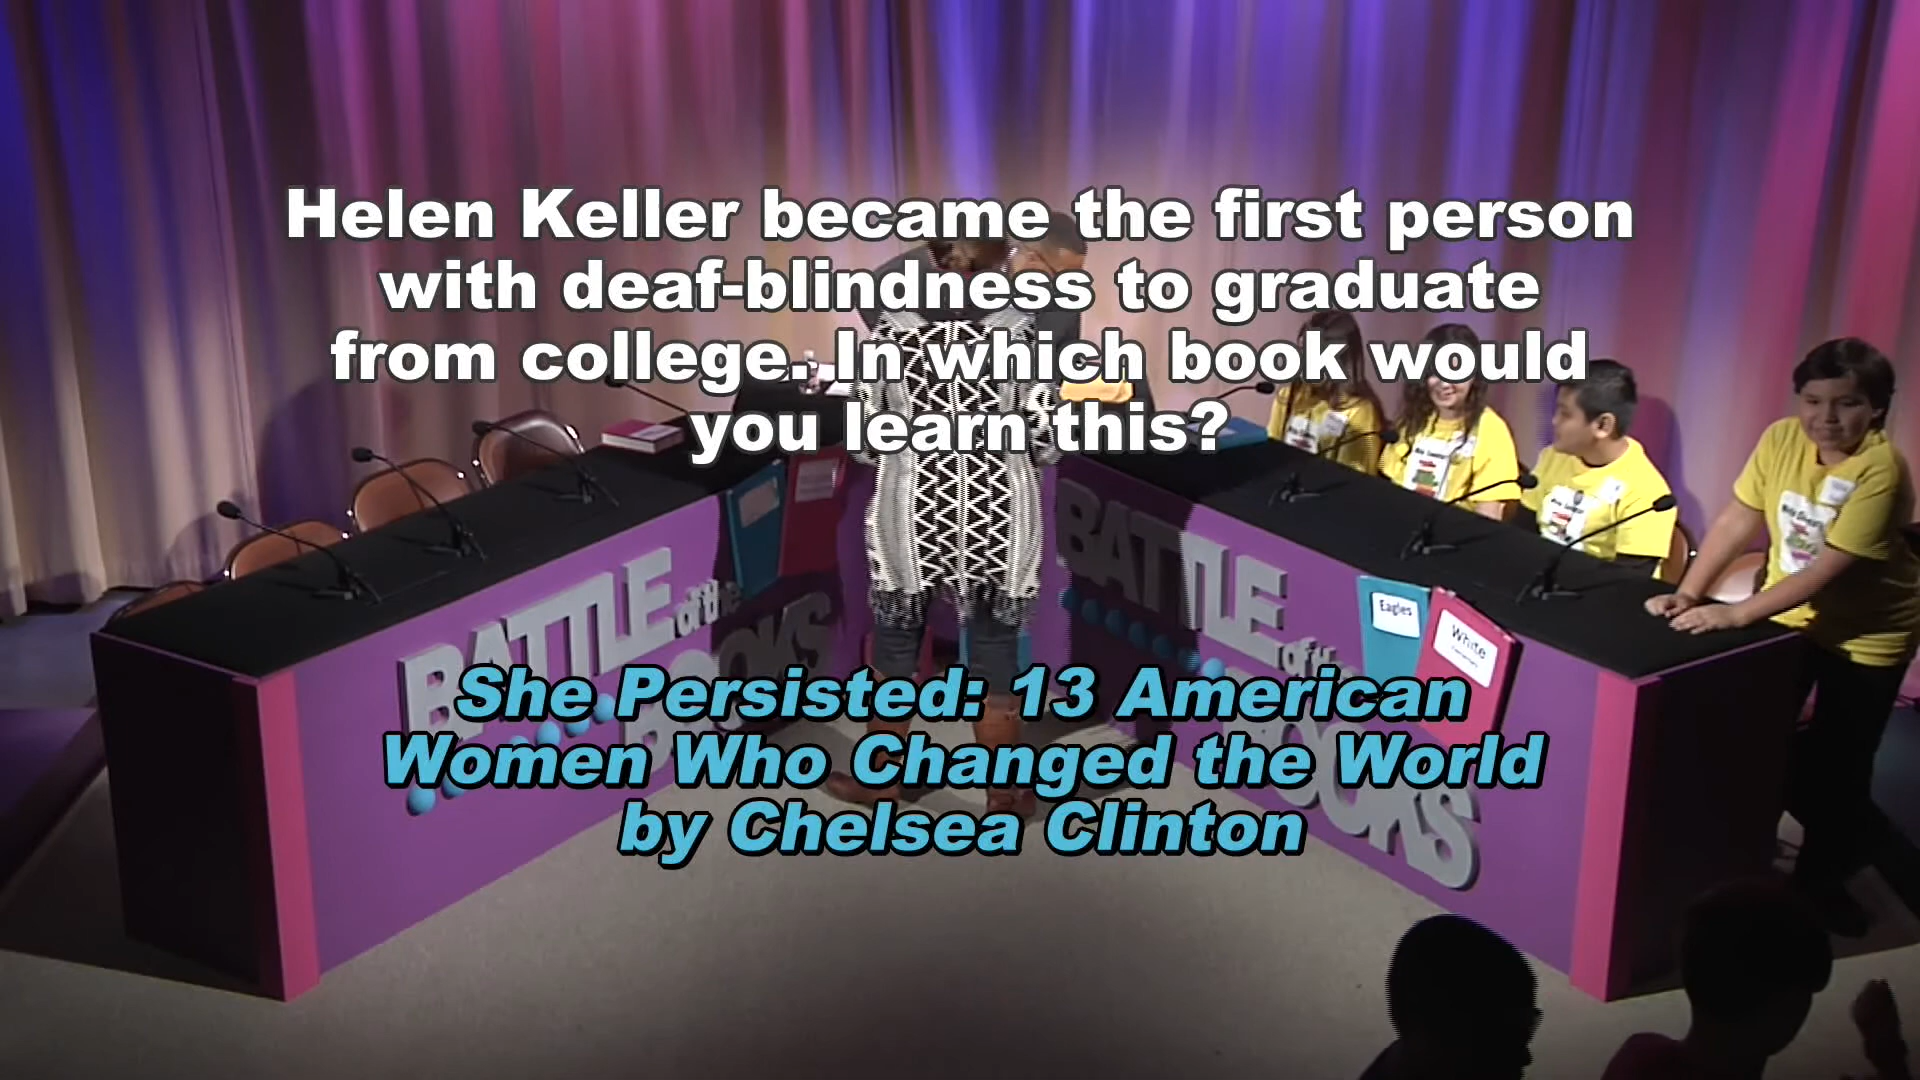 Helen Keller became the first person
with deaf-blindness to graduate
from college. In which book would
you learn this?
BATTLE
of the
BOOKS
BATTLE
of the
BOOKS
Eagles
White
She Persisted: 13 American
Women Who Changed the World
by Chelsea Clinton